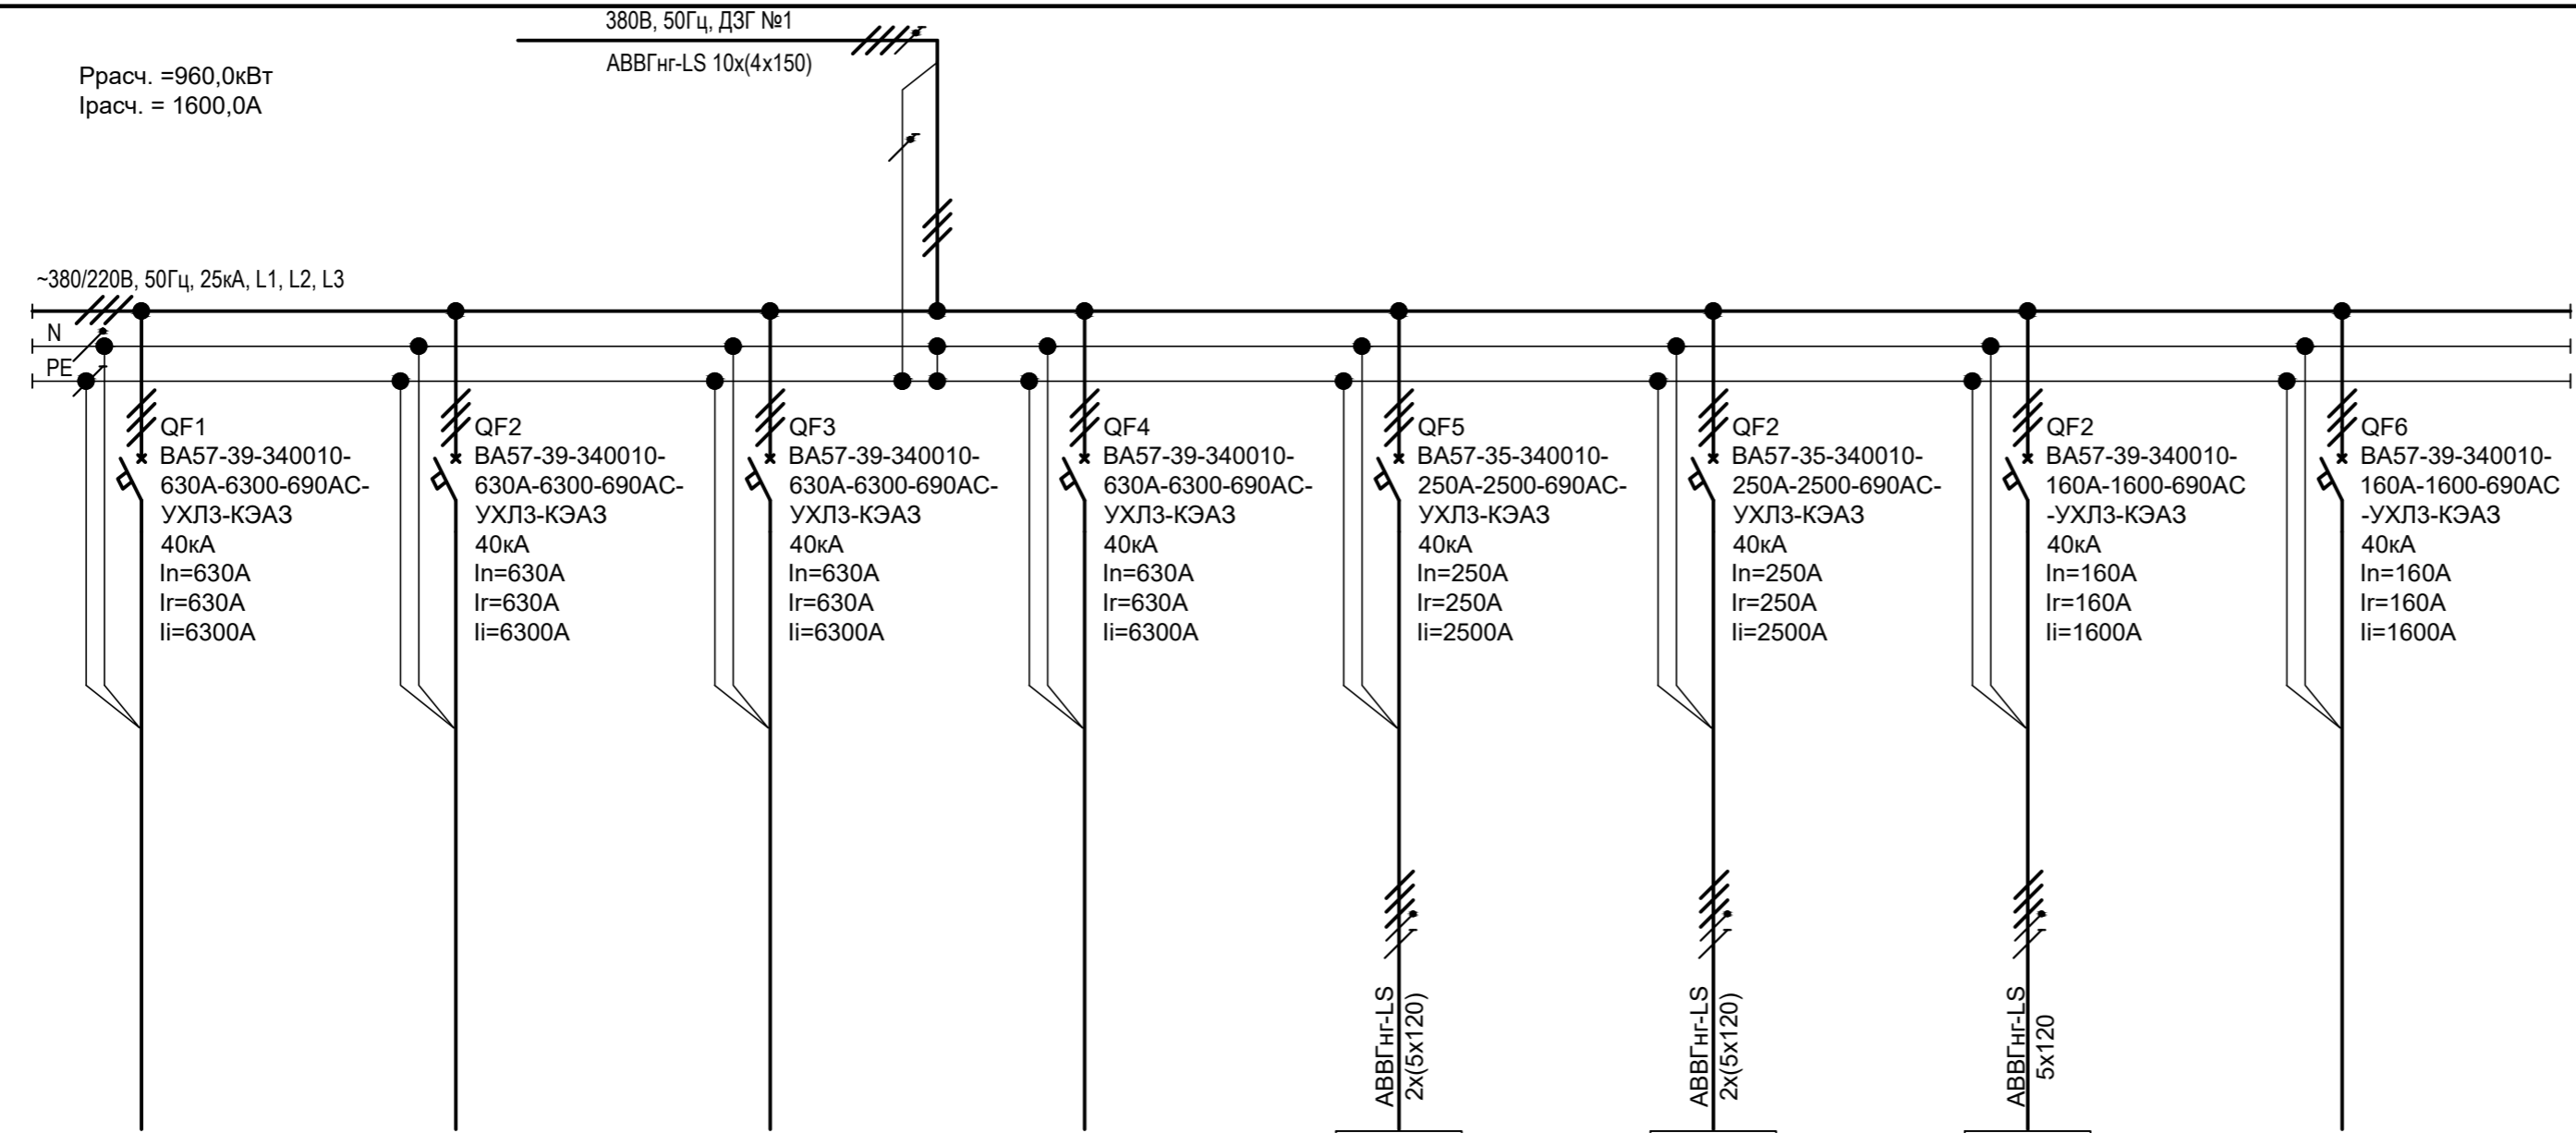 380В, 50Гц, ДЗГ №1
АВВГнг-LS 10х(4х150)
Ррасч. =960,0кВт
Iрасч. = 1600,0А
~380/220В, 50Гц, 25кА, L1, L2, L3
N
PE
QF1
ВА57-39-340010-
630А-6300-690АС-
УХЛ3-КЭАЗ
40кА
In=630А
Ir=630А
Ii=6300А
QF2
ВА57-39-340010-
630А-6300-690АС-
УХЛ3-КЭАЗ
40кА
In=630А
Ir=630А
Ii=6300А
QF3
ВА57-39-340010-
630А-6300-690АС-
УХЛ3-КЭАЗ
40кА
In=630А
Ir=630А
Ii=6300А
QF4
ВА57-39-340010-
630А-6300-690АС-
УХЛ3-КЭАЗ
40кА
In=630А
Ir=630А
Ii=6300А
QF5
ВА57-35-340010-
250А-2500-690АС-
УХЛ3-КЭАЗ
40кА
In=250А
Ir=250А
Ii=2500А
QF2
ВА57-35-340010-
250А-2500-690АС-
УХЛ3-КЭАЗ
40кА
In=250А
Ir=250А
Ii=2500А
QF2
ВА57-39-340010-
160А-1600-690АС
-УХЛ3-КЭАЗ
40кА
In=160А
Ir=160А
Ii=1600А
QF6
ВА57-39-340010-
160А-1600-690АС
-УХЛ3-КЭАЗ
40кА
In=160А
Ir=160А
Ii=1600А
АВВГнг-LS
2х(5х120)
АВВГнг-LS
2х(5х120)
АВВГнг-LS
5х120